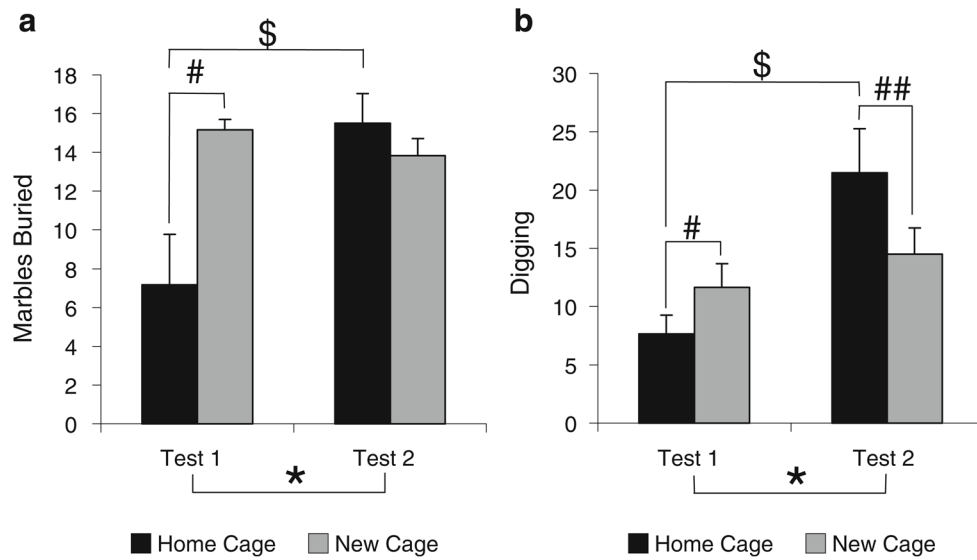 a
$
#
18
16
14
12
10
8
6
4
2
0
Marbles Buried
Test 1
Test 2
*
Home Cage
New Cage
b
$
##
#
30
25
20
15
10
5
0
Digging
Test 1
Test 2
*
Home Cage
New Cage